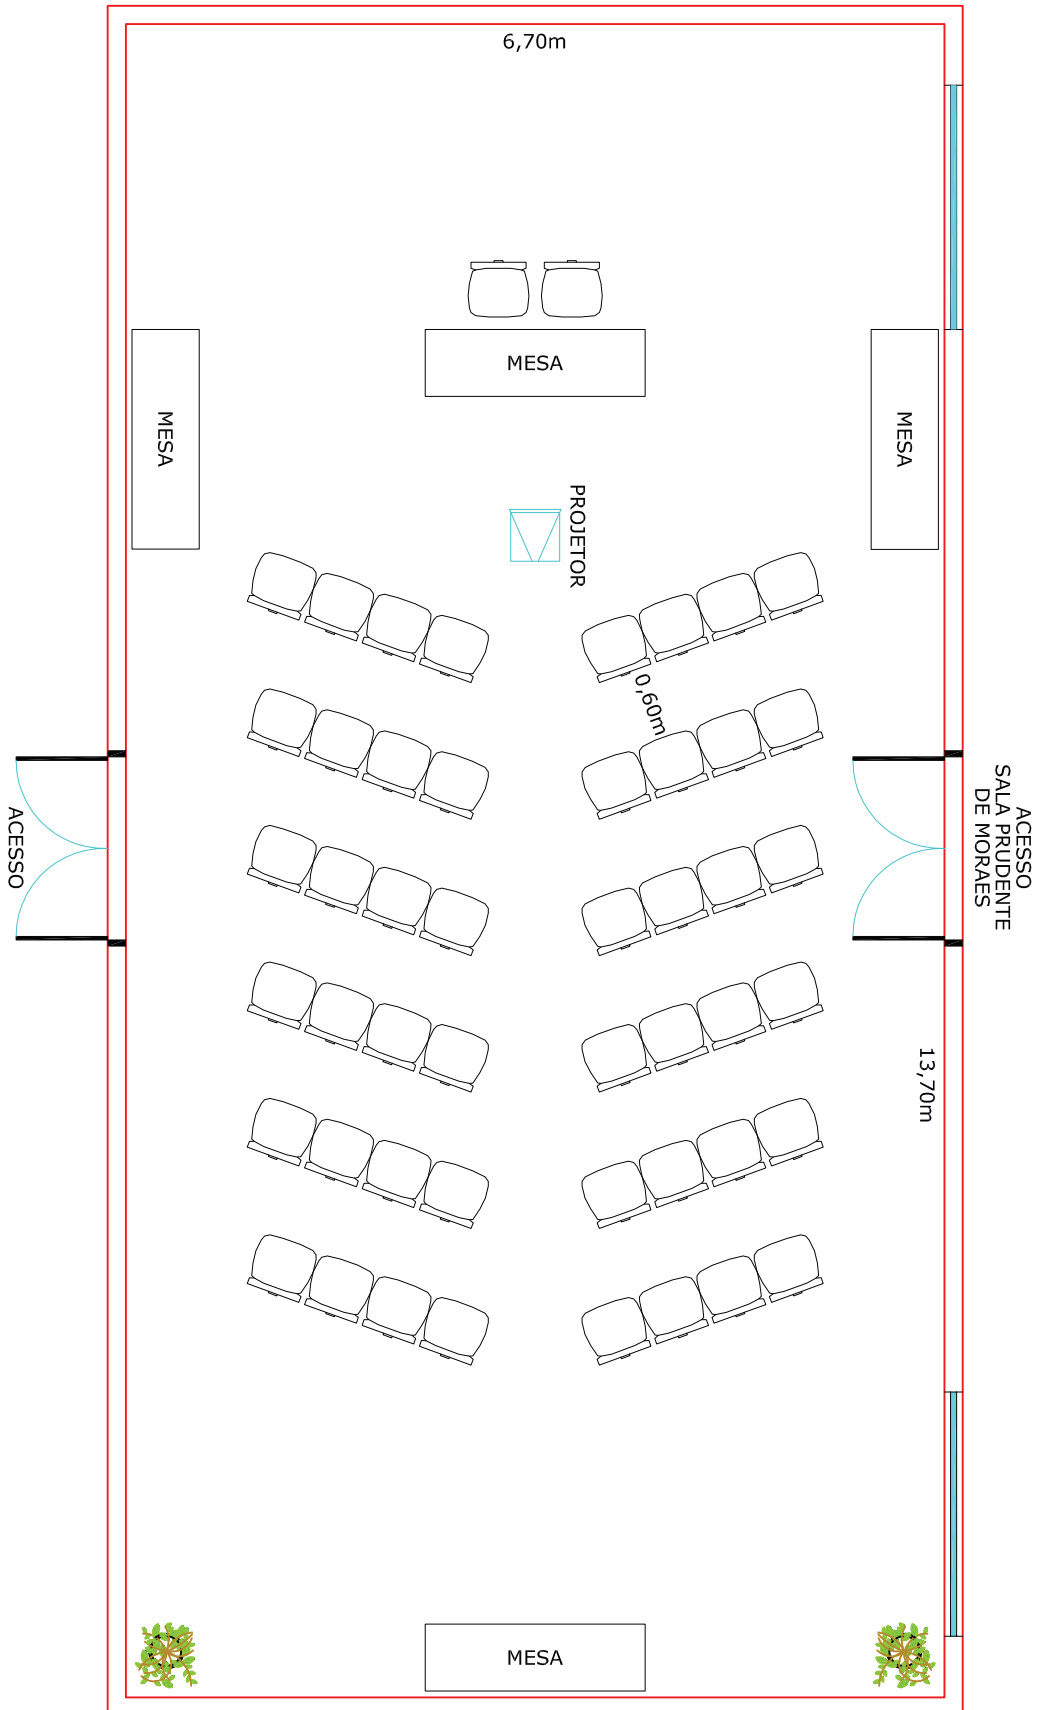 6,70m
MESA
MESA
MESA
PROJETOR
0,60m
ACESSO
ACESSO
SALA PRUDENTE
DE MORAES
13,70m
MESA